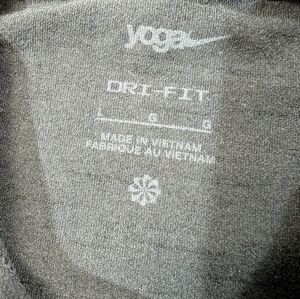 yoga
DRI-FIT
L G G
MADE IN VIETNAM
FABRIQUÉ AU VIETNAM